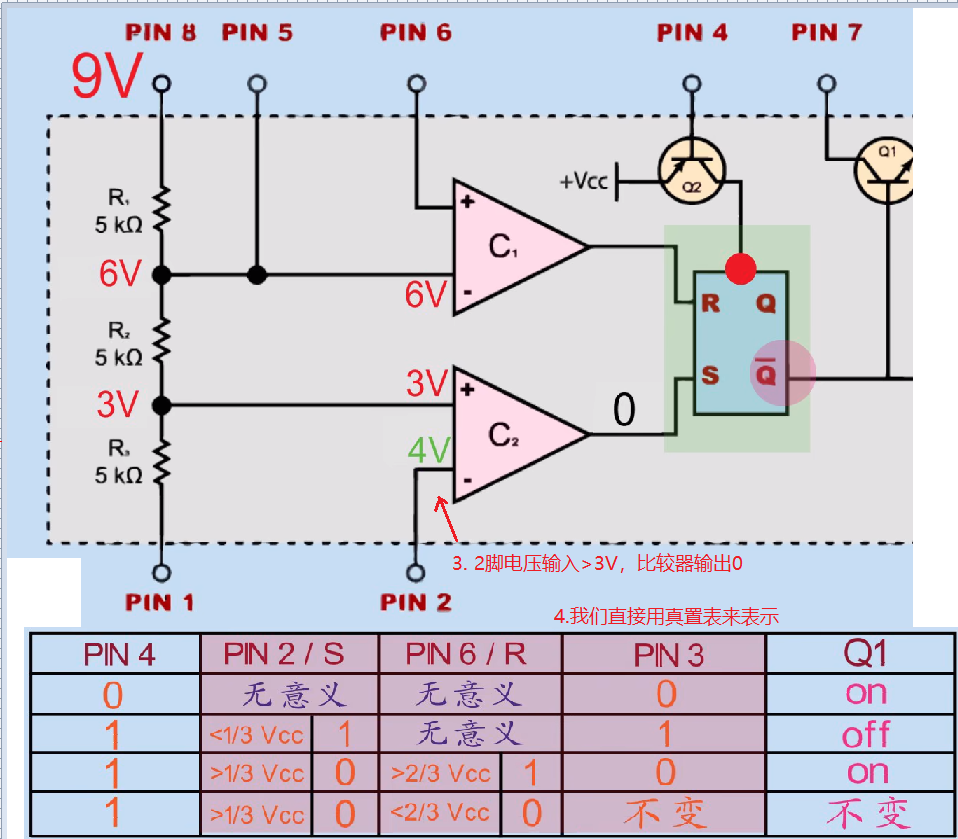 PIN 8 PIN 5 PIN 6 PIN 4 PIN 7
9V
Q1
+Vcc Q2
R₁
5 kΩ
C₁
6V
6V
R Q
R₂
5 kΩ
3V
S Q̅
3V
0
C₂
4V
R₃
5 kΩ
+
-
+
-
3. 2脚电压输入>3V，比较器输出0
PIN 1 PIN 2
4.我们直接用真置表来表示
PIN 4 PIN 2 / S PIN 6 / R PIN 3 Q1
0 无意义 无意义 0 on
1 <1/3 Vcc 1 无意义 1 off
1 >1/3 Vcc 0 >2/3 Vcc 1 0 on
1 >1/3 Vcc 0 <2/3 Vcc 0 不变 不变